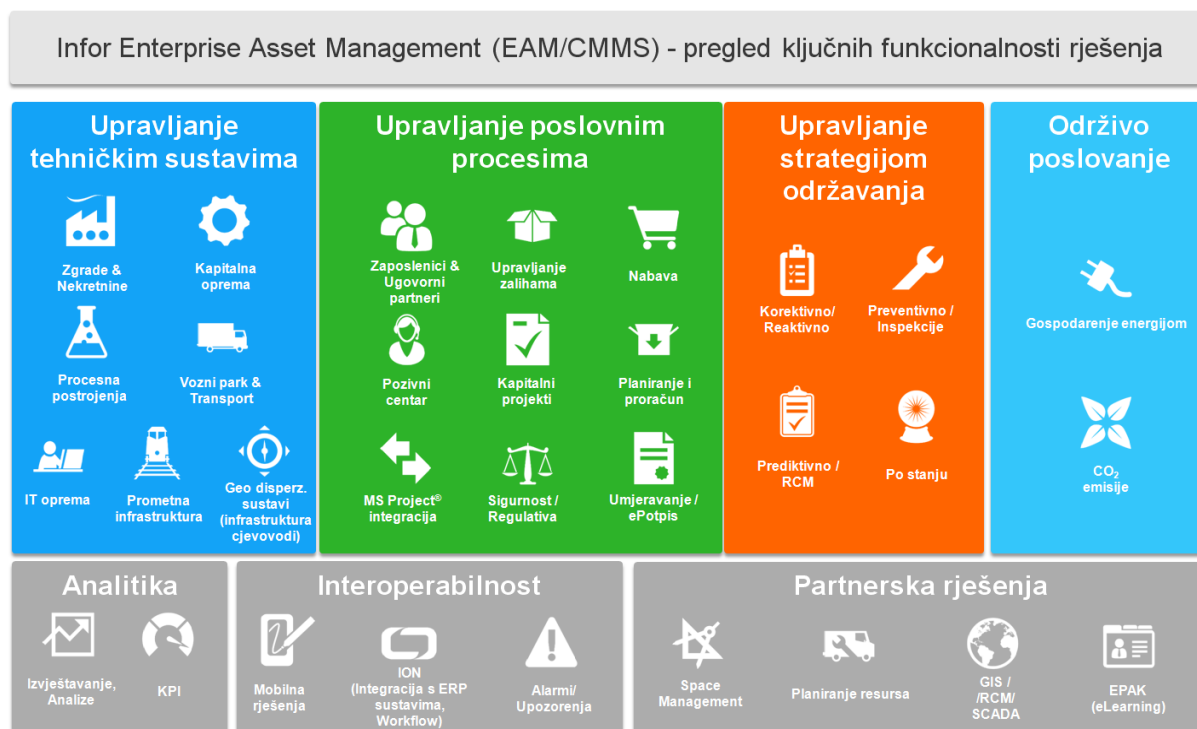 Infor Enterprise Asset Management (EAM/CMMS) - pregled ključnih funkcionalnosti rješenja
Upravljanje
tehničkim sustavima
Zgrade &
Nekretnine
Kapitalna
oprema
Procesna
postrojenja
Vozni park &
Transport
IT oprema
Prometna
infrastruktura
Geo disperz.
sustavi
(infrastruktura
cjevovodi)
Upravljanje poslovnim
procesima
Zaposlenici &
Ugovorni
partneri
Upravljanje
zalihama
Nabava
Pozivni
centar
Kapitalni
projekti
Planiranje i
proračun
MS Project®
integracija
Sigurnost /
Regulativa
Umjeravanje /
ePotpis
Upravljanje
strategijom
održavanja
Korektivno/
Reaktivno
Preventivno /
Inspekcije
Prediktivno /
RCM
Po stanju
Održivo
poslovanje
Gospodarenje energijom
CO₂
emisije
Analitika
Izvještavanje,
Analize
KPI
Interoperabilnost
Mobilna
rješenja
ION
(Integracija s ERP
sustavima,
Workflow)
Alarmi/
Upozorenja
Partnerska rješenja
Space
Management
Planiranje resursa
GIS /
/RCM/
SCADA
EPAK
(eLearning)